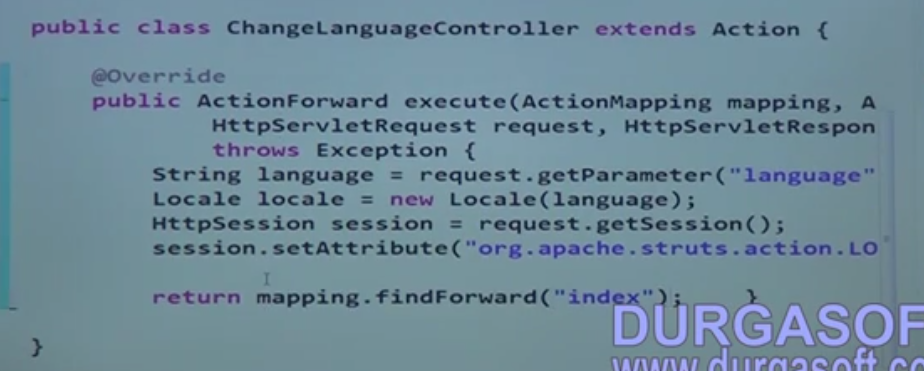 public class ChangeLanguageController extends Action {
@Override
public ActionForward execute(ActionMapping mapping, A
HttpServletRequest request, HttpServletRespon
throws Exception {
String language = request.getParameter("language"
Locale locale = new Locale(language);
HttpSession session = request.getSession();
session.setAttribute("org.apache.struts.action.LO
return mapping.findForward("index"); }
}
DURGASOF
www.durgasoft.co